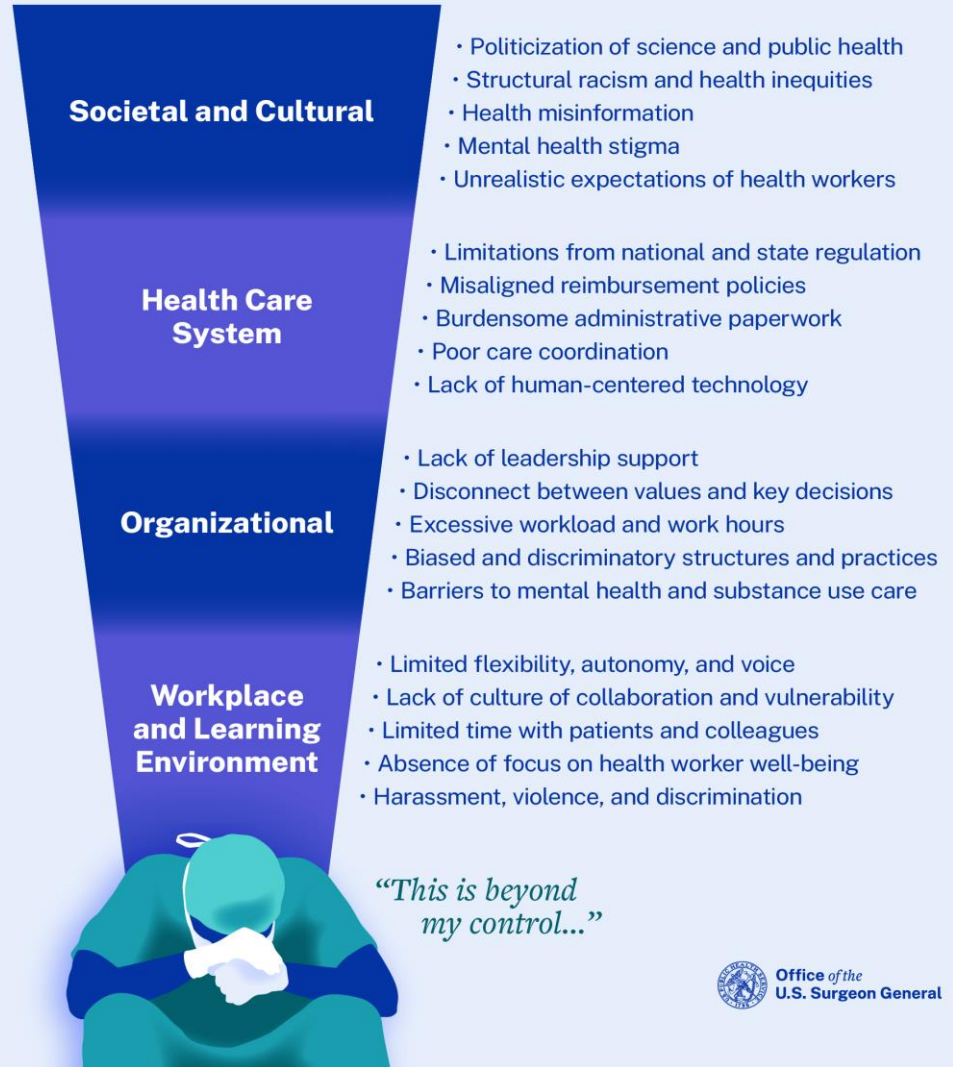 Societal and Cultural
· Politicization of science and public health
· Structural racism and health inequities
· Health misinformation
· Mental health stigma
· Unrealistic expectations of health workers
Health Care
System
· Limitations from national and state regulation
· Misaligned reimbursement policies
· Burdensome administrative paperwork
· Poor care coordination
· Lack of human-centered technology
Organizational
· Lack of leadership support
· Disconnect between values and key decisions
· Excessive workload and work hours
· Biased and discriminatory structures and practices
· Barriers to mental health and substance use care
Workplace
and Learning
Environment
· Limited flexibility, autonomy, and voice
· Lack of culture of collaboration and vulnerability
· Limited time with patients and colleagues
· Absence of focus on health worker well-being
· Harassment, violence, and discrimination
“This is beyond
my control...”
Office of the
U.S. Surgeon General